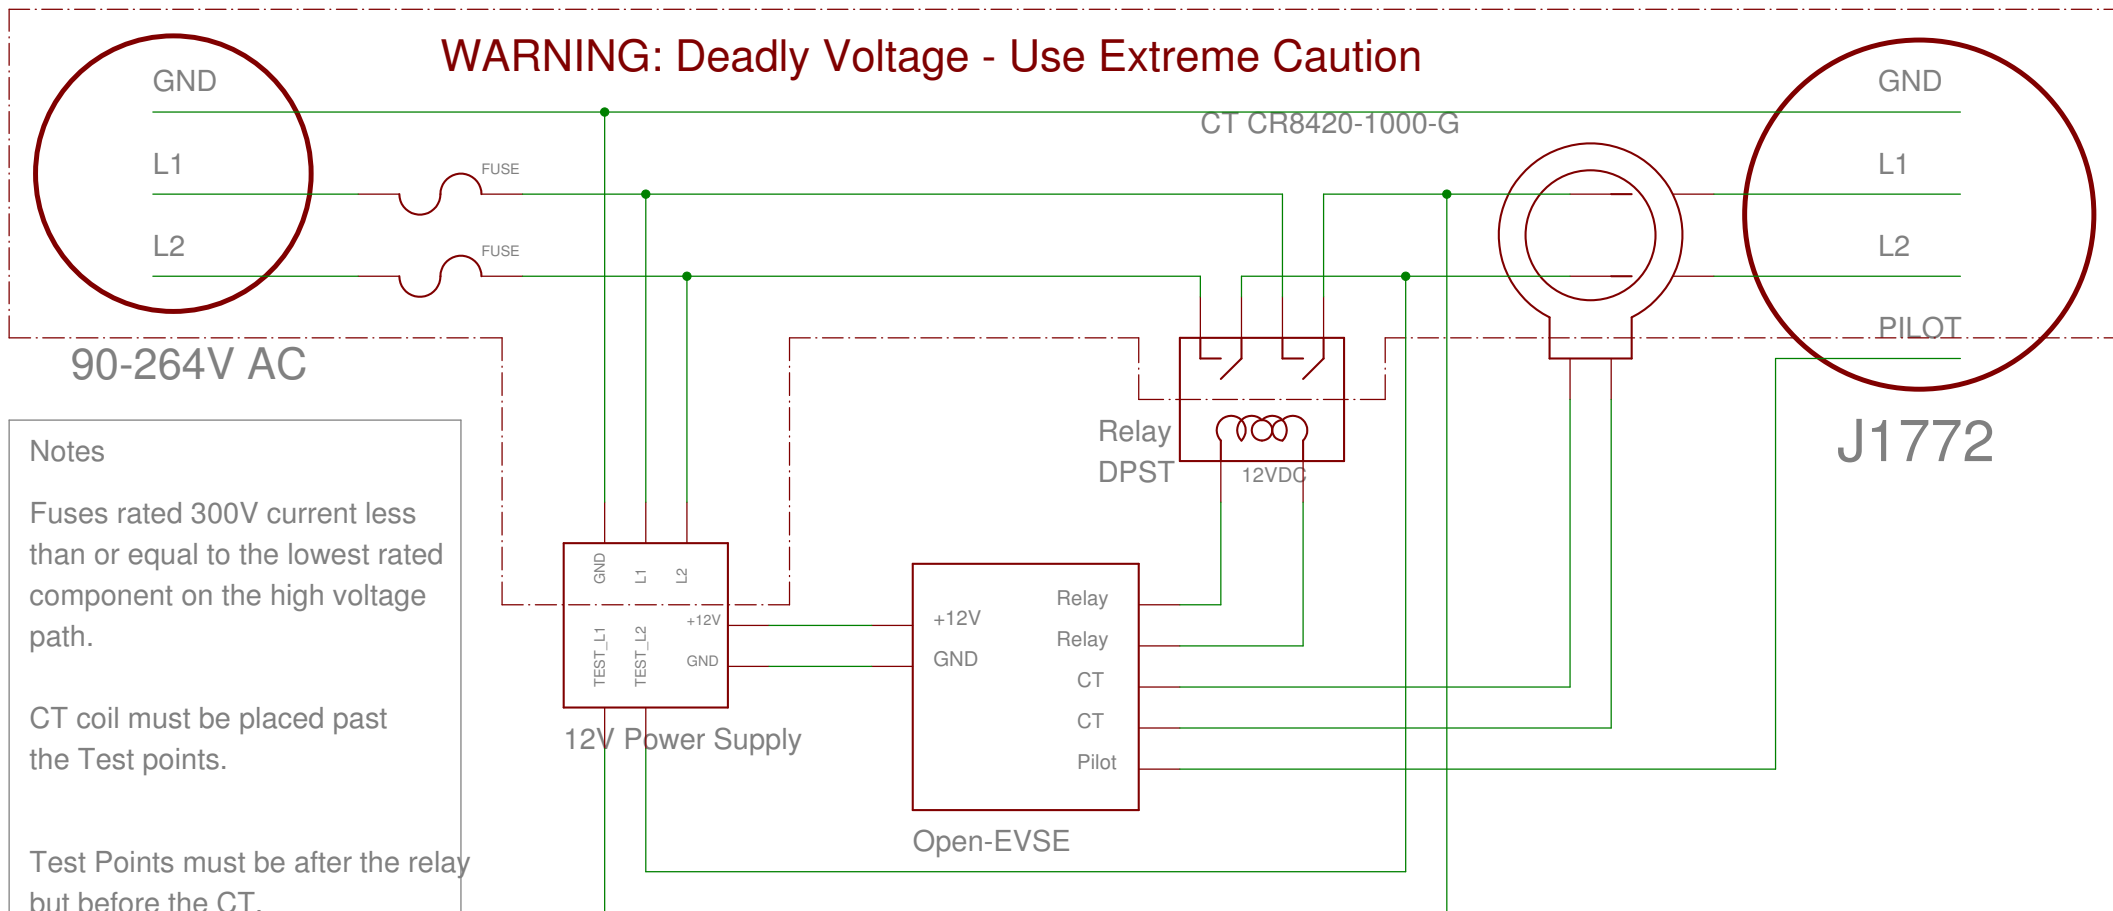 WARNING: Deadly Voltage - Use Extreme Caution
GND
L1
L2
90-264V AC
FUSE
FUSE
CT CR8420-1000-G
GND
L1
L2
PILOT
J1772
Relay
DPST
12VDC
Notes
Fuses rated 300V current less
than or equal to the lowest rated
component on the high voltage
path.
CT coil must be placed past
the Test points.
Test Points must be after the relay
but before the CT.
GND
L1
L2
TEST_L1
TEST_L2
+12V
GND
12V Power Supply
+12V
GND
Relay
Relay
CT
CT
Pilot
Open-EVSE